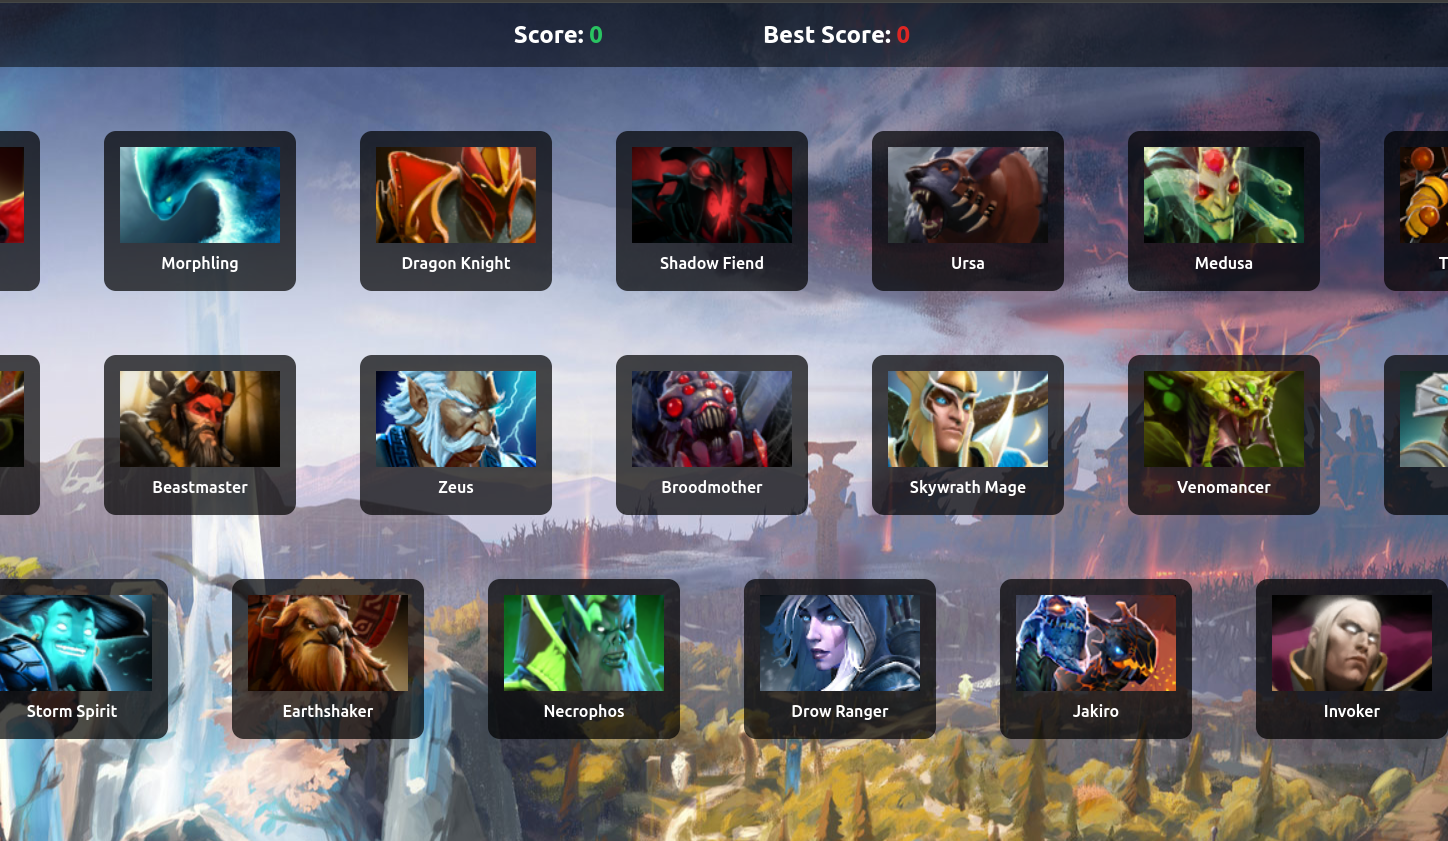 Score: 0 Best Score: 0
Morphling Dragon Knight Shadow Fiend Ursa Medusa
Beastmaster Zeus Broodmother Skywrath Mage Venomancer
Storm Spirit Earthshaker Necrophos Drow Ranger Jakiro Invoker